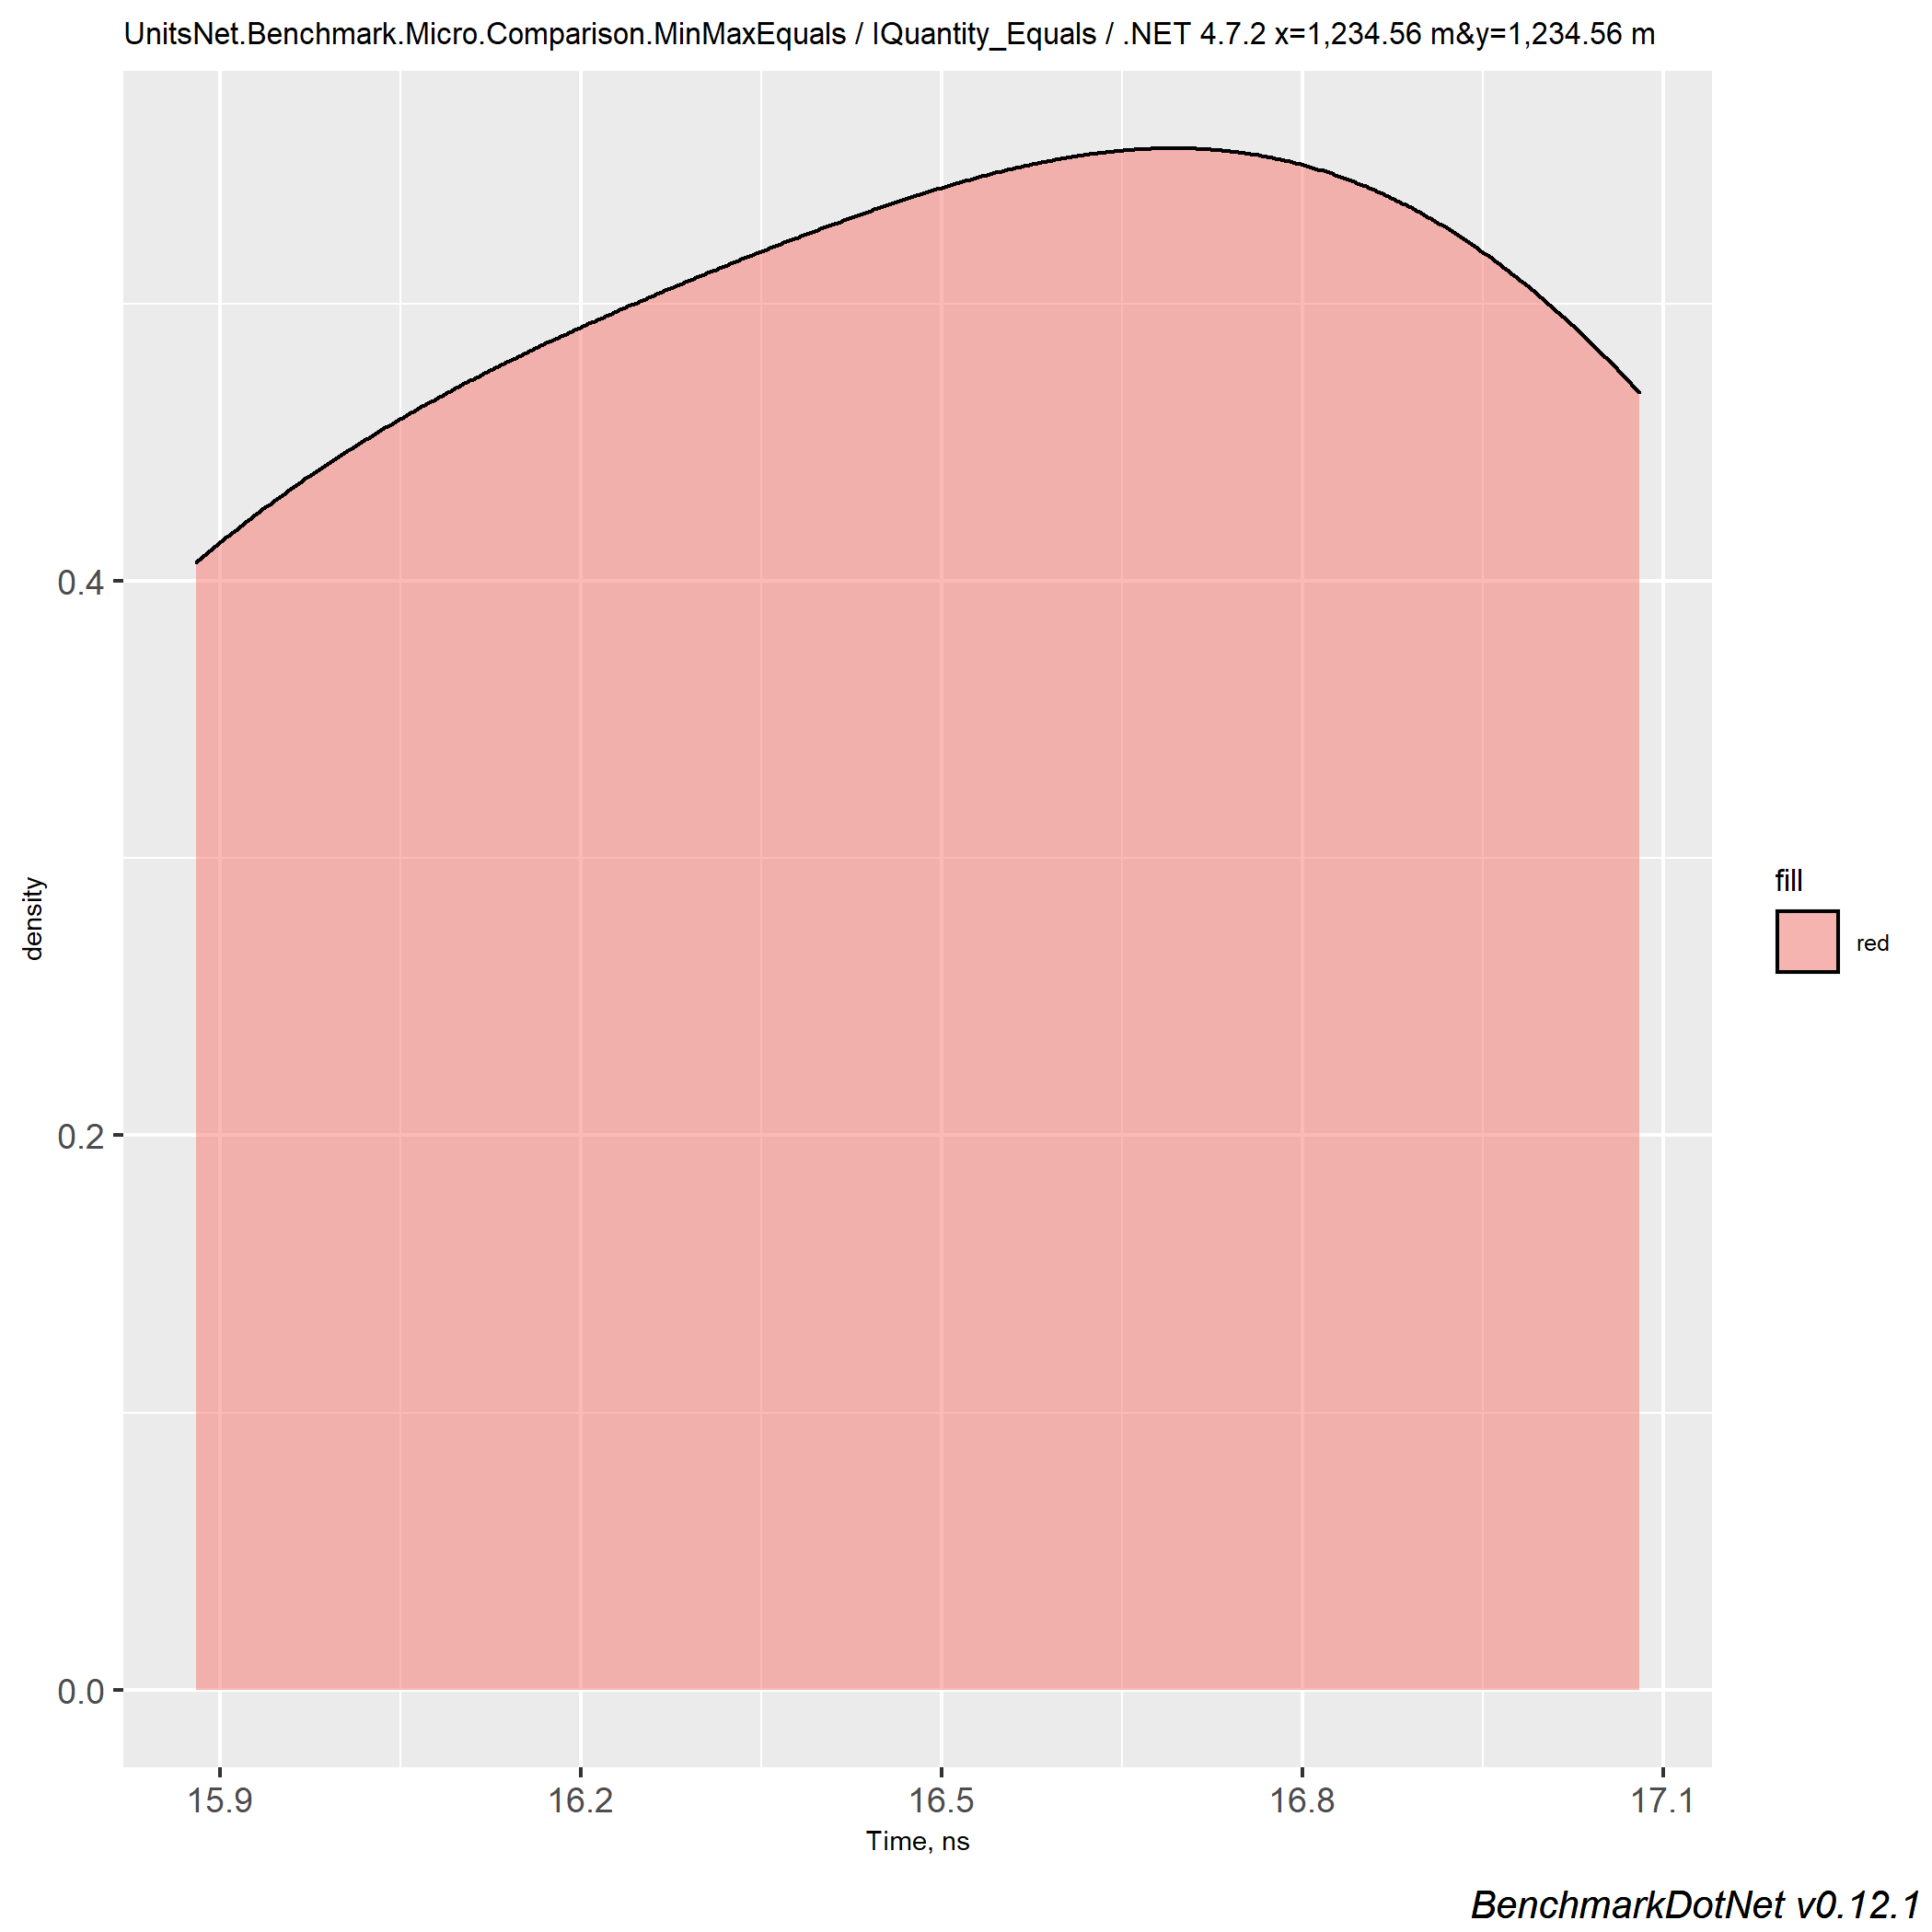 UnitsNet.Benchmark.Micro.Comparison.MinMaxEquals / IQuantity_Equals / .NET 4.7.2 x=1,234.56 m&y=1,234.56 m
density
0.4
0.2
0.0
15.9 16.2 16.5 16.8 17.1
Time, ns
fill
red
BenchmarkDotNet v0.12.1